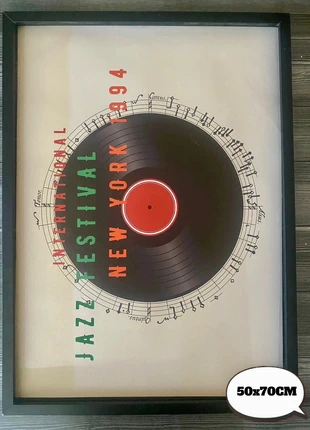 INTERNATIONAL
JAZZ FESTIVAL
NEW YORK 1994
50x70CM